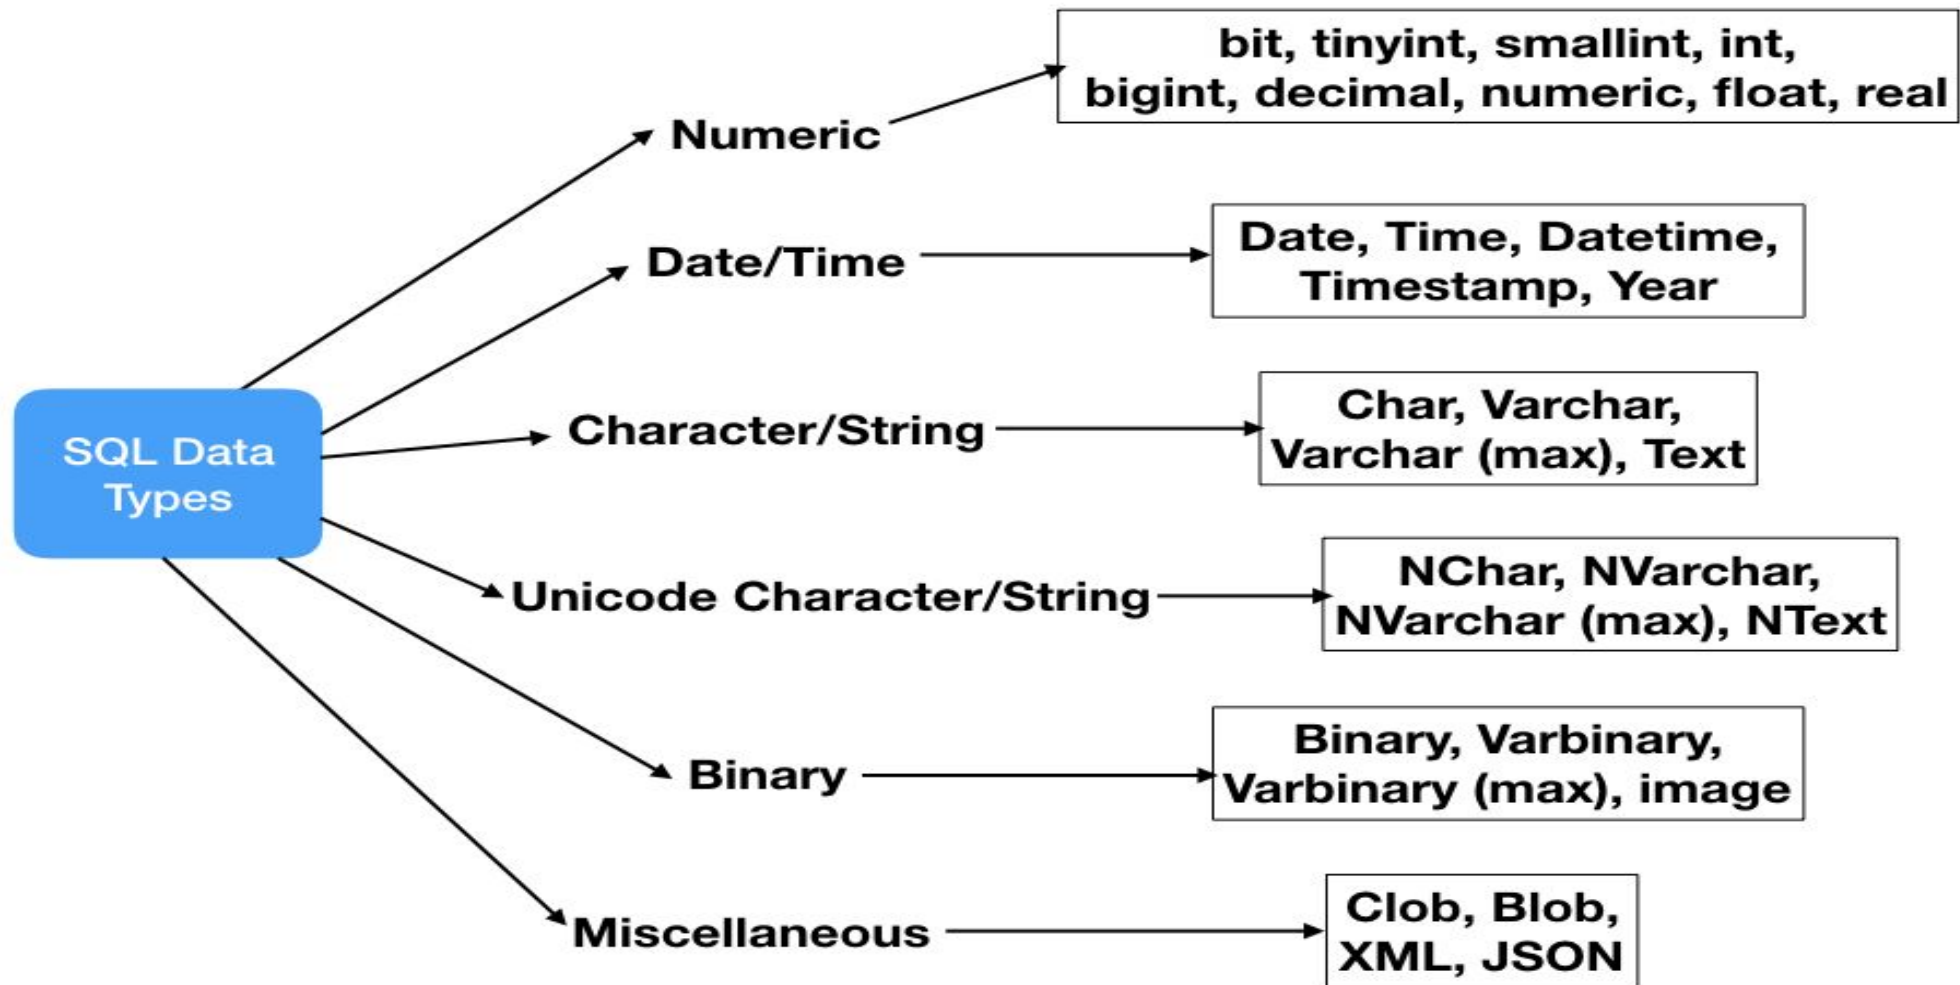 SQL Data
Types
Numeric
bit, tinyint, smallint, int,
bigint, decimal, numeric, float, real
Date/Time
Date, Time, Datetime,
Timestamp, Year
Character/String
Char, Varchar,
Varchar (max), Text
Unicode Character/String
NChar, NVarchar,
NVarchar (max), NText
Binary
Binary, Varbinary,
Varbinary (max), image
Miscellaneous
Clob, Blob,
XML, JSON